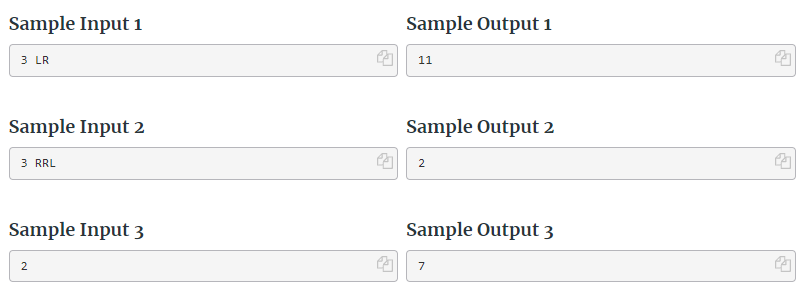 Sample Input 1
Sample Output 1
3 LR
11
Sample Input 2
Sample Output 2
3 RRL
2
Sample Input 3
Sample Output 3
2
7